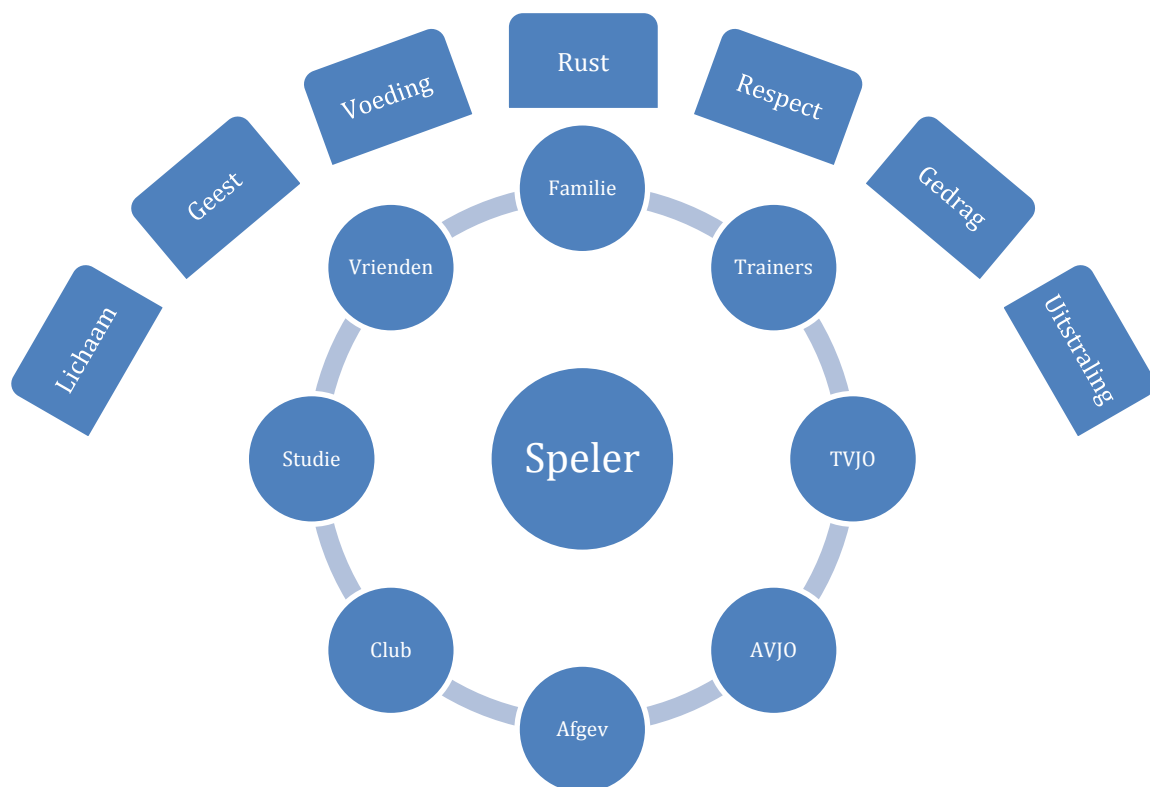 Rust
Voeding
Respect
Geest
Gedrag
Lichaam
Uitstraling
Familie
Vrienden
Trainers
Studie
Speler
TVJO
Club
AVJO
Afgev